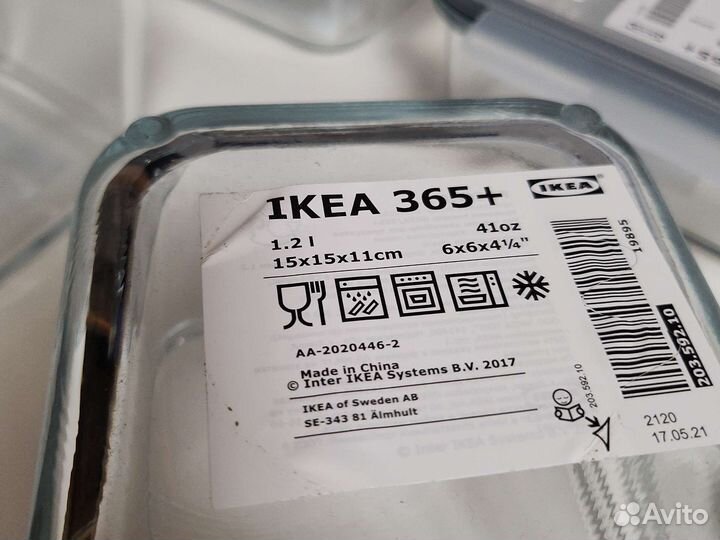 IKEA 365+
IKEA
1.2 l 41oz
15x15x11cm 6x6x4¼"
AA-2020446-2
Made in China
© Inter IKEA Systems B.V. 2017
IKEA of Sweden AB
SE-343 81 Älmhult
203.592.10
19895
203.592.10
2120
17.05.21
Avito